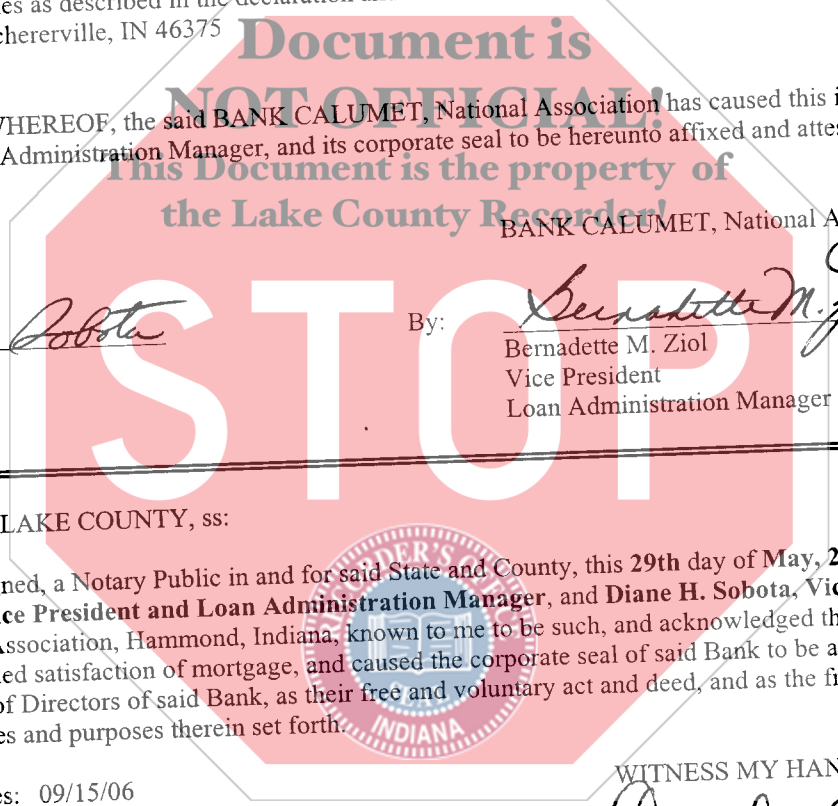 es as described in the declaration
chererville, IN 46375
Document is
NOT OFFICIAL!
WHEREOF, the said BANK CALUMET, National Association has caused this i
Administration Manager, and its corporate seal to be hereunto affixed and attes
This Document is the property of
the Lake County Recorder!
BANK CALUMET, National A
STOP
Sobota
By: Bernadette M.
Bernadette M. Ziol
Vice President
Loan Administration Manager
LAKE COUNTY, ss:
ned, a Notary Public in and for said State and County, this 29th day of May, 2
ce President and Loan Administration Manager, and Diane H. Sobota, Vic
Association, Hammond, Indiana, known to me to be such, and acknowledged th
ed satisfaction of mortgage, and caused the corporate seal of said Bank to be a
of Directors of said Bank, as their free and voluntary act and deed, and as the f
es and purposes therein set forth.
RECORDER'S
SEAL
INDIANA
WITNESS MY HAN
es: 09/15/06